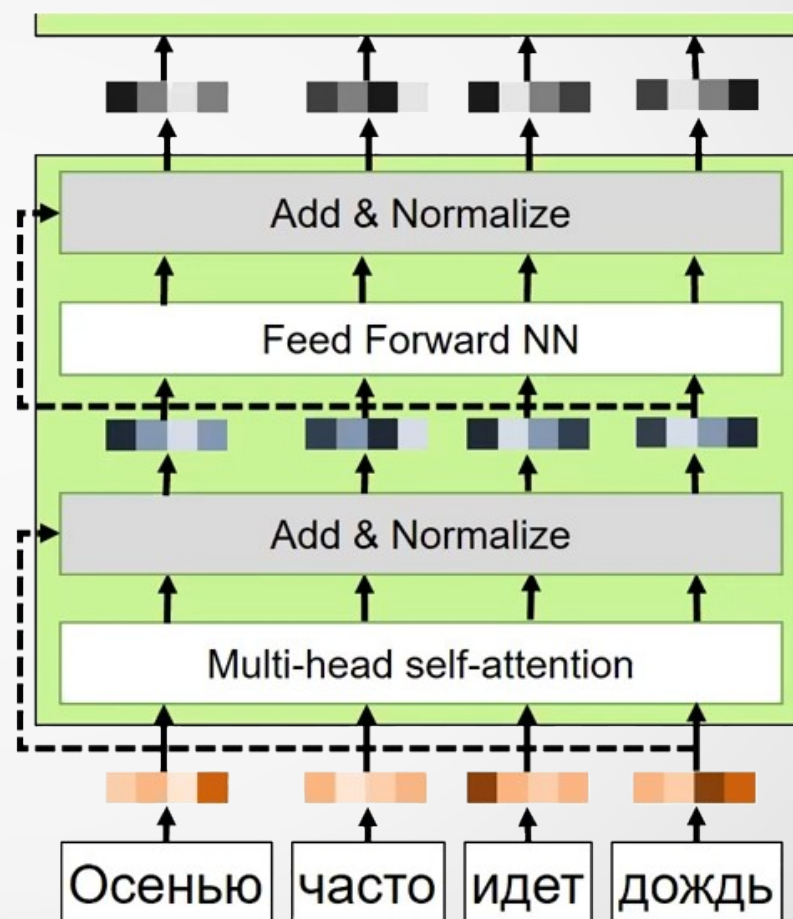 Add & Normalize
Feed Forward NN
Add & Normalize
Multi-head self-attention
Осенью часто идет дождь